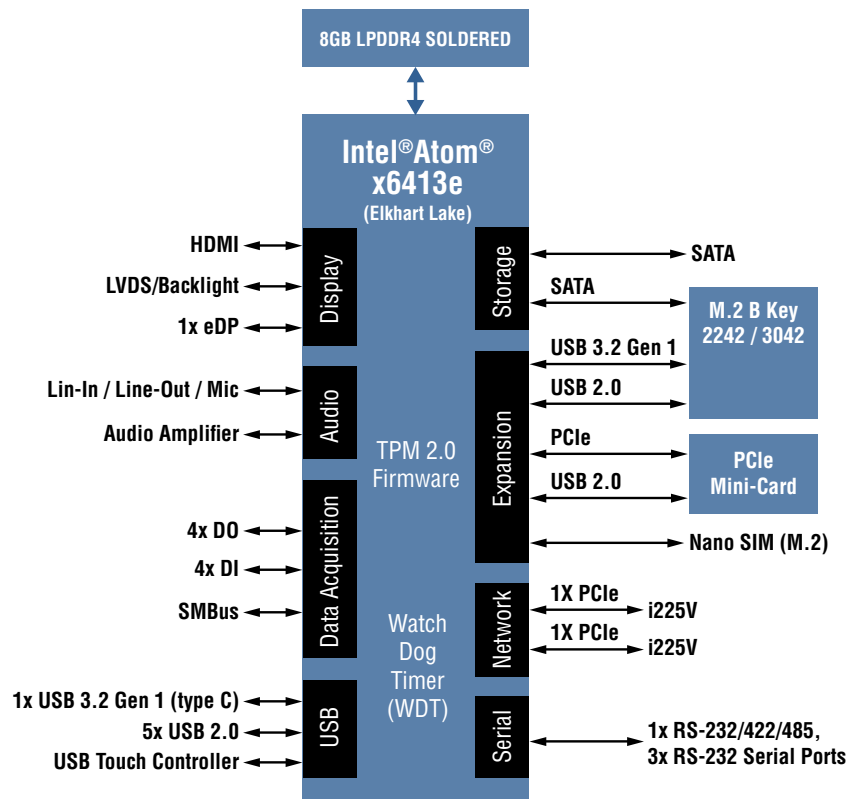 8GB LPDDR4 SOLDERED
Intel®Atom®
x6413e
(Elkhart Lake)
HDMI
LVDS/Backlight
1x eDP
Display
Lin-In / Line-Out / Mic
Audio Amplifier
Audio
4x DO
4x DI
SMBus
Data Acquisition
1x USB 3.2 Gen 1 (type C)
5x USB 2.0
USB Touch Controller
USB
TPM 2.0
Firmware
Watch
Dog
Timer
(WDT)
Storage
SATA
SATA
M.2 B Key
2242 / 3042
Expansion
USB 3.2 Gen 1
USB 2.0
PCIe
USB 2.0
PCIe
Mini-Card
Nano SIM (M.2)
Network
1X PCIe
i225V
1X PCIe
i225V
Serial
1x RS-232/422/485,
3x RS-232 Serial Ports